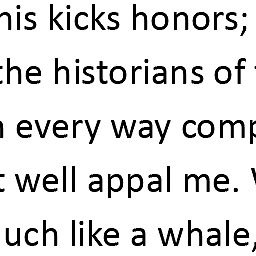 his kicks honors;
the historians of
every way comp
well appal me.
uch like a whale,